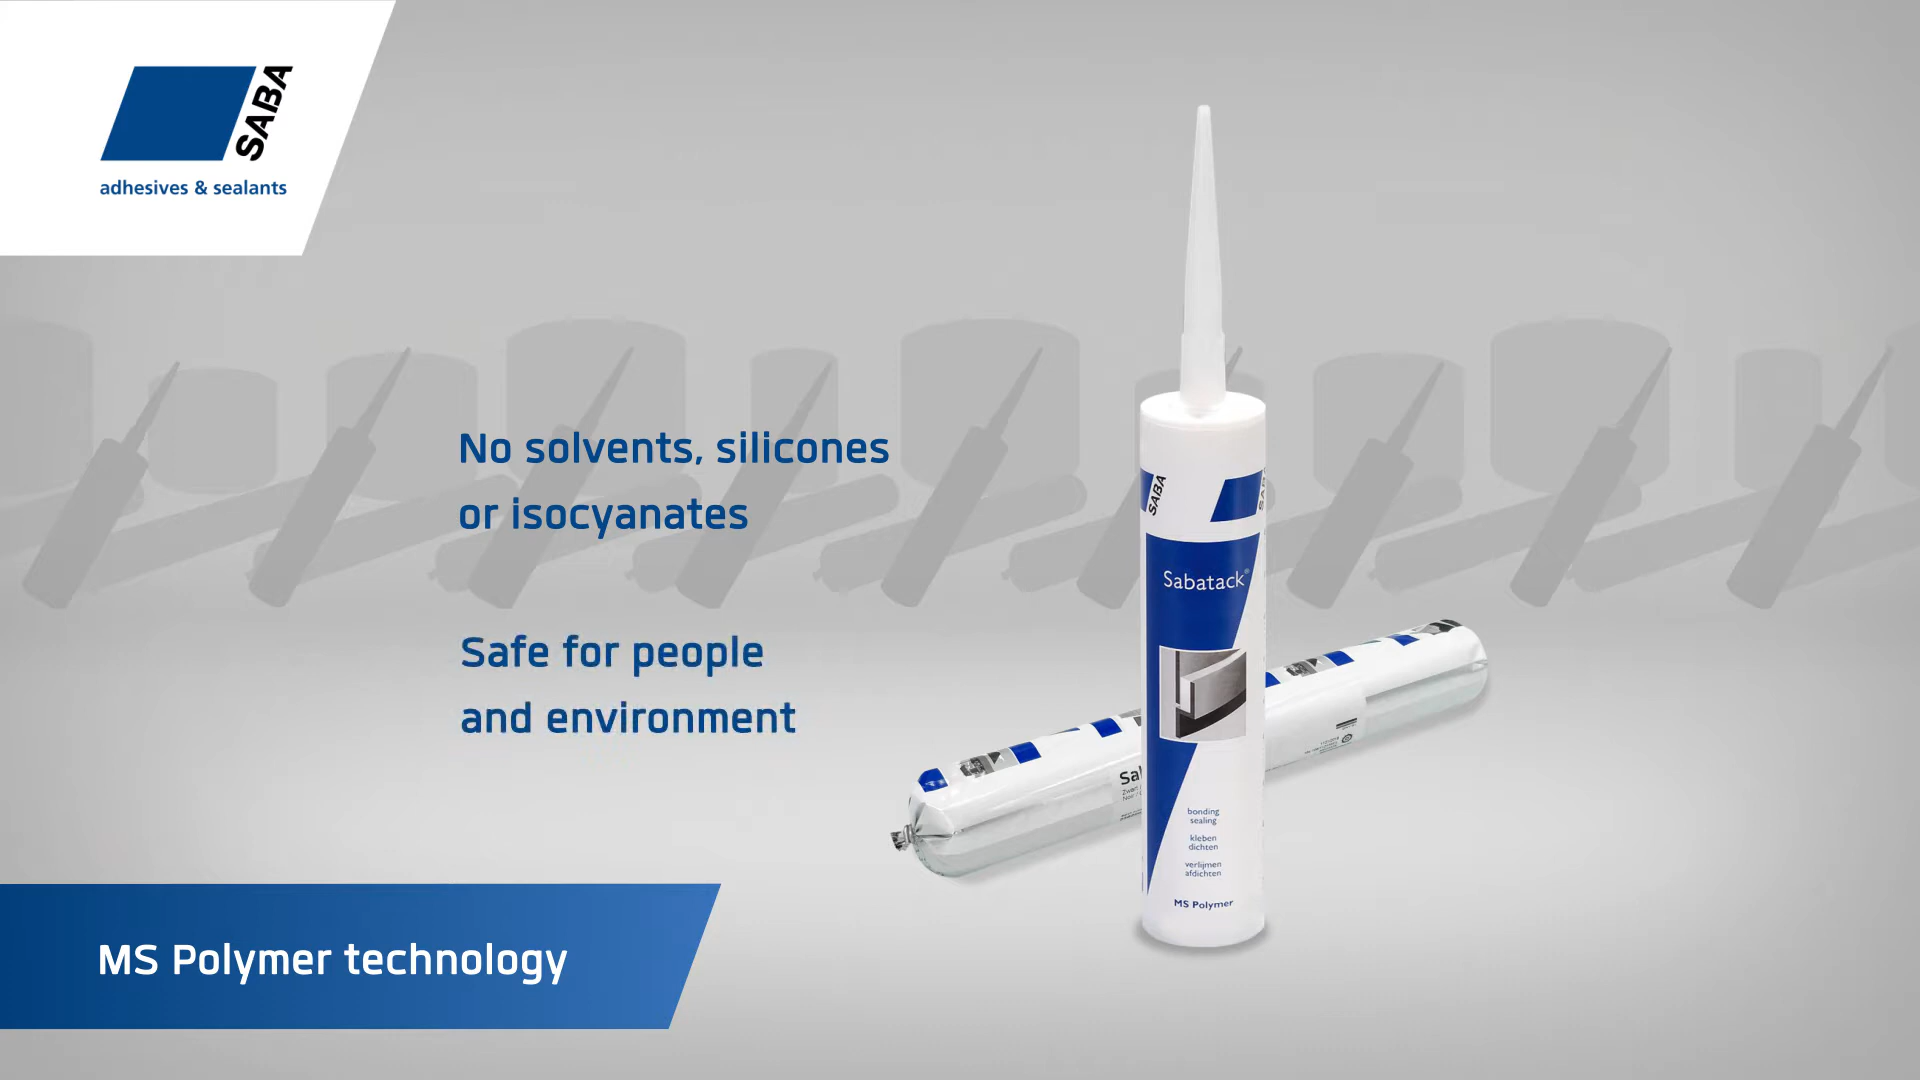 SABA
adhesives & sealants
No solvents, silicones
or isocyanates
Safe for people
and environment
SABA
Sabatack®
bonding
sealing
kleben
dichten
verlijmen
afdichten
MS Polymer
MS Polymer technology